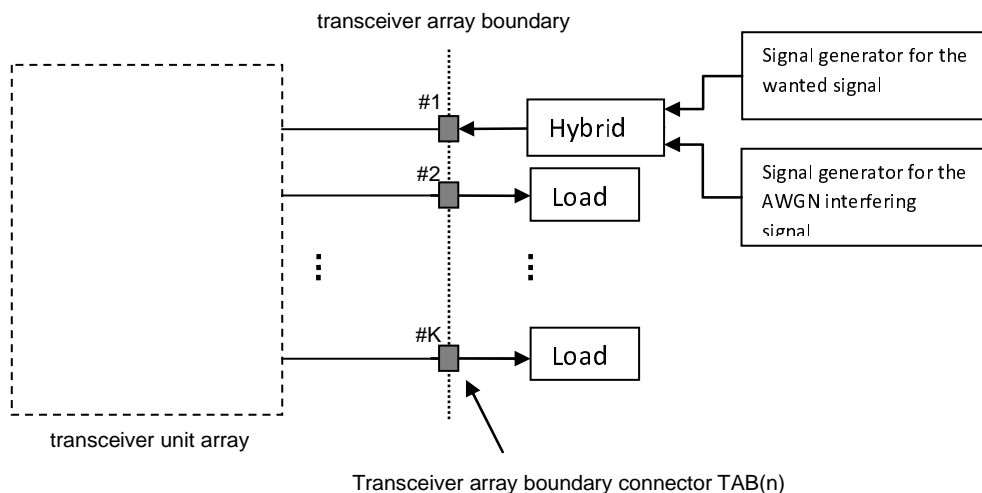 transceiver array boundary
Signal generator for the
wanted signal
#1
Hybrid
Signal generator for the
AWGN interfering
signal
#2
Load
#K
Load
transceiver unit array
Transceiver array boundary connector TAB(n)